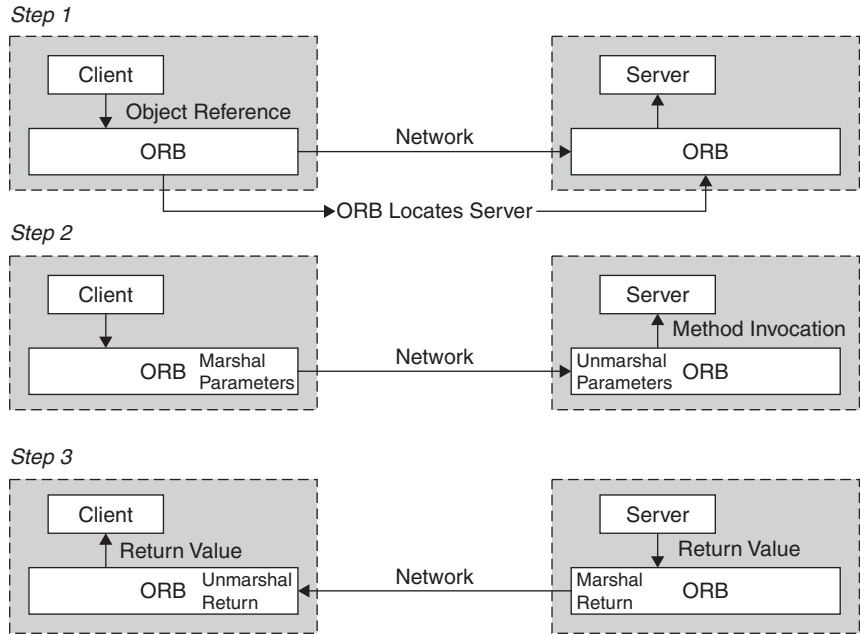 Step 1
Client
Server
Object Reference
ORB
Network
ORB
ORB Locates Server
Step 2
Client
Server
Method Invocation
ORB
Marshal
Parameters
Network
Unmarshal
Parameters
ORB
Step 3
Client
Server
Return Value
Return Value
ORB
Unmarshal
Return
Network
Marshal
Return
ORB